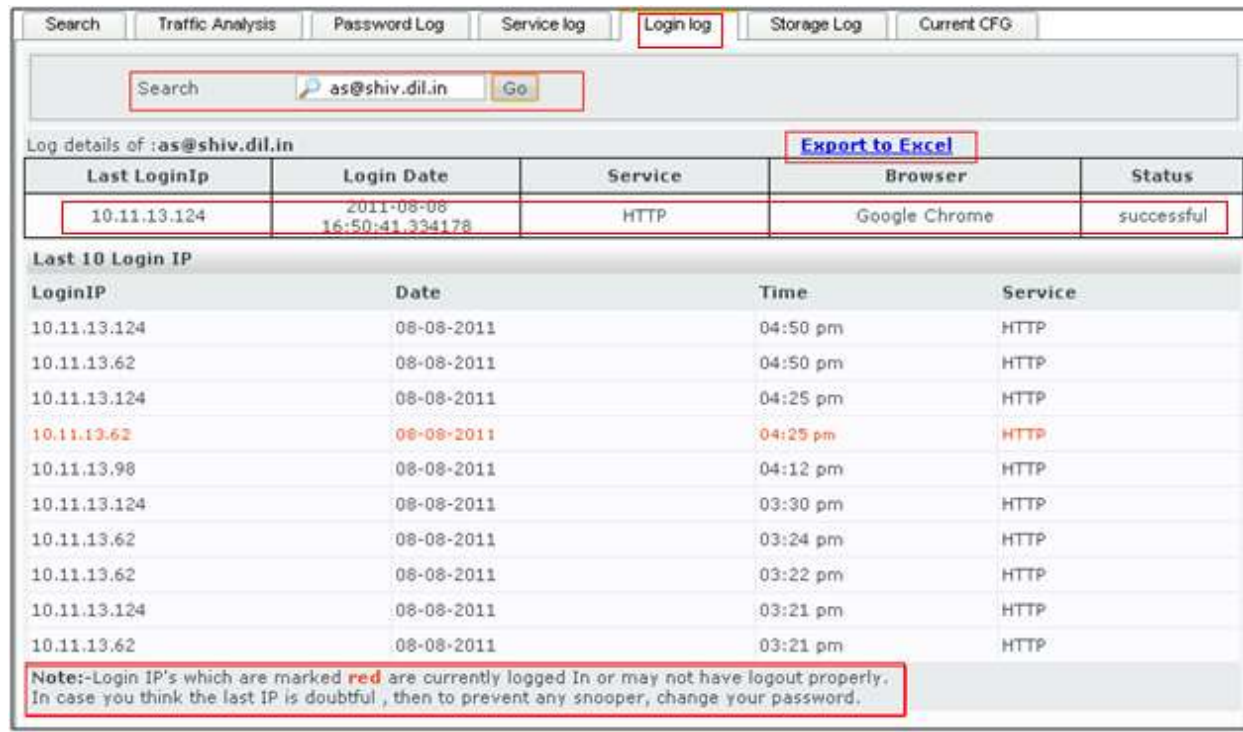 Search Traffic Analysis Password Log Service log Login log Storage Log Current CFG
Search as@shiv.dil.in Go
Log details of :as@shiv.dil.in Export to Excel
Last LoginIp Login Date Service Browser Status
10.11.13.124 2011-08-08 16:50:41.334178 HTTP Google Chrome successful
Last 10 Login IP
LoginIP Date Time Service
10.11.13.124 08-08-2011 04:50 pm HTTP
10.11.13.62 08-08-2011 04:50 pm HTTP
10.11.13.124 08-08-2011 04:25 pm HTTP
10.11.13.62 08-08-2011 04:25 pm HTTP
10.11.13.98 08-08-2011 04:12 pm HTTP
10.11.13.124 08-08-2011 03:30 pm HTTP
10.11.13.62 08-08-2011 03:24 pm HTTP
10.11.13.62 08-08-2011 03:22 pm HTTP
10.11.13.124 08-08-2011 03:21 pm HTTP
10.11.13.62 08-08-2011 03:21 pm HTTP
Note:-Login IP's which are marked red are currently logged In or may not have logout properly.
In case you think the last IP is doubtful , then to prevent any snooper, change your password.